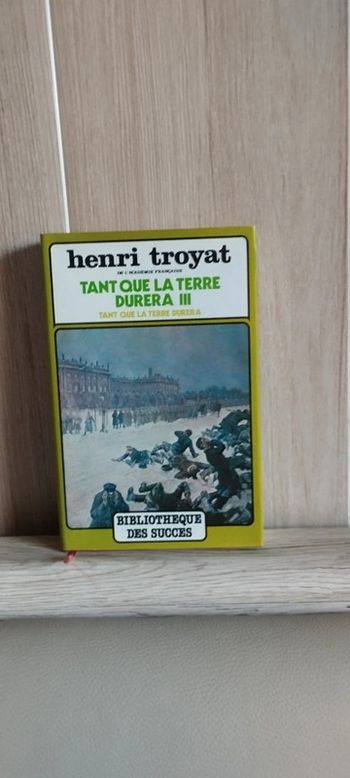 henri troyat
DE L'ACADÉMIE FRANÇAISE
TANT QUE LA TERRE
DURERA III
TANT QUE LA TERRE DURERA
BIBLIOTHEQUE
DES SUCCES